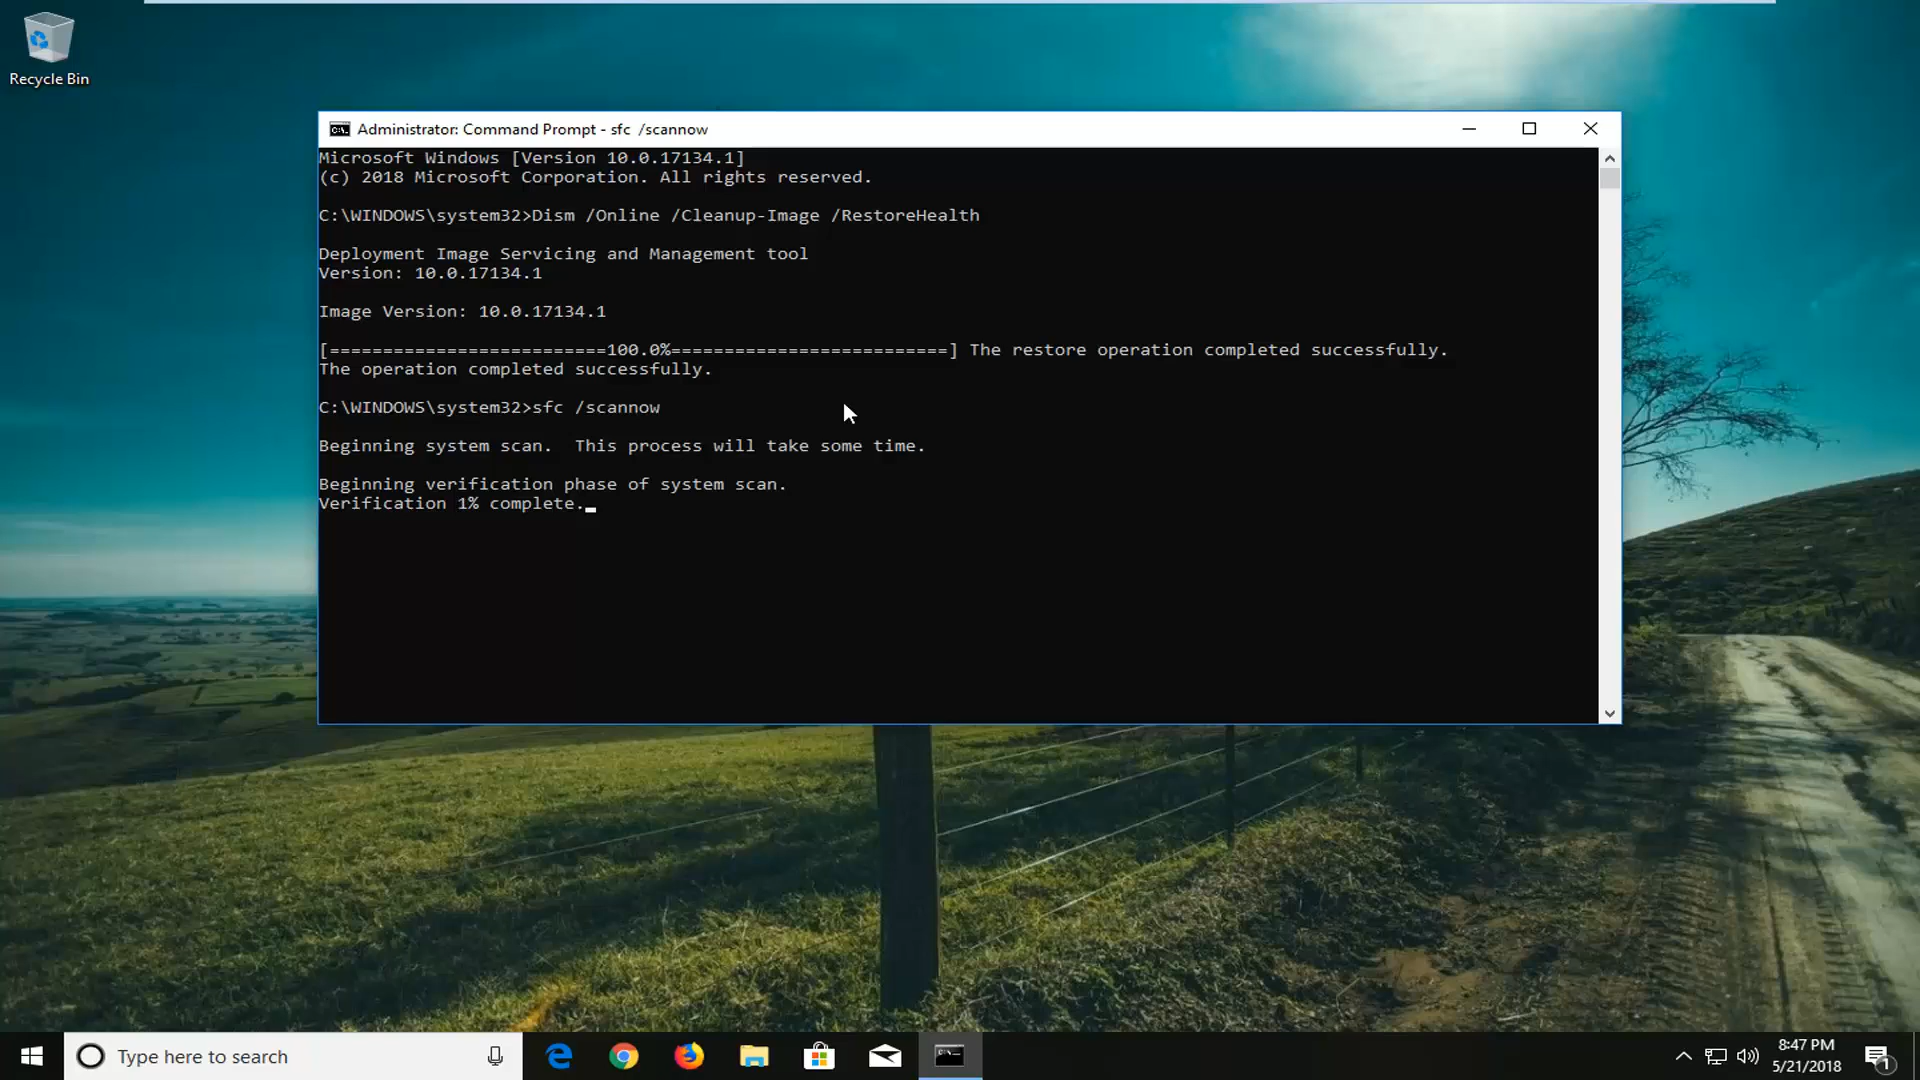 Recycle Bin
Administrator: Command Prompt - sfc /scannow
Microsoft Windows [Version 10.0.17134.1]
(c) 2018 Microsoft Corporation. All rights reserved.
C:\WINDOWS\system32>Dism /Online /Cleanup-Image /RestoreHealth
Deployment Image Servicing and Management tool
Version: 10.0.17134.1
Image Version: 10.0.17134.1
[==========================100.0%==========================] The restore operation completed successfully.
The operation completed successfully.
C:\WINDOWS\system32>sfc /scannow
Beginning system scan.  This process will take some time.
Beginning verification phase of system scan.
Verification 1% complete.
Type here to search
8:47 PM
5/21/2018
1